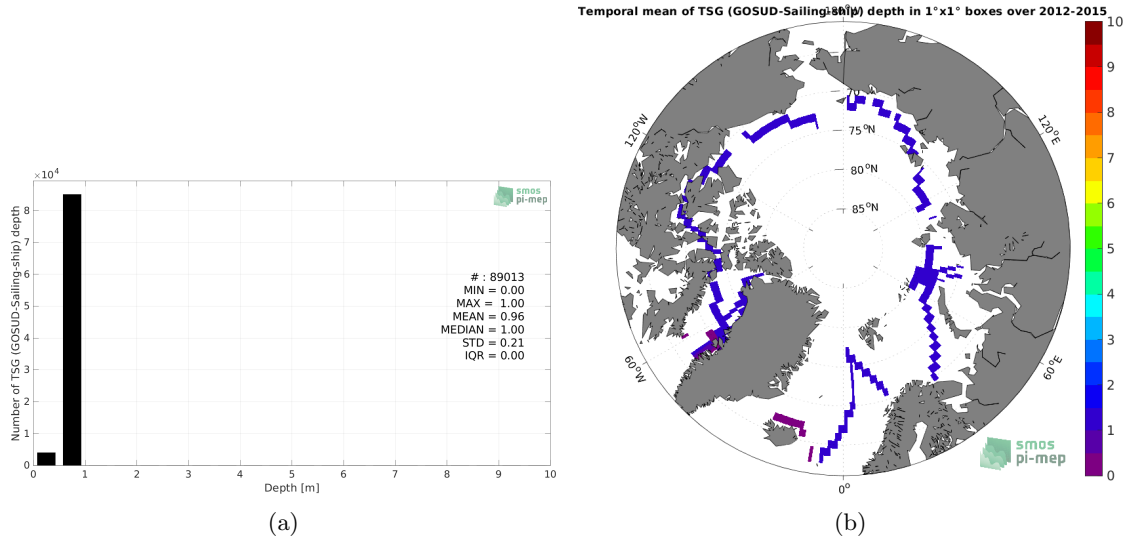 ×10⁴
Number of TSG (GOSUD-Sailing-ship) depth
8
7
6
5
4
3
2
1
0
0 1 2 3 4 5 6 7 8 9 10
Depth [m]
smos
pi-mep
# : 89013
MIN = 0.00
MAX = 1.00
MEAN = 0.96
MEDIAN = 1.00
STD = 0.21
IQR = 0.00
(a)
Temporal mean of TSG (GOSUD-Sailing-ship) depth in 1°x1° boxes over 2012-2015
180°W
120°W
120°E
75°N
80°N
85°N
60°W
60°E
0°
smos
pi-mep
10
9
8
7
6
5
4
3
2
1
0
(b)